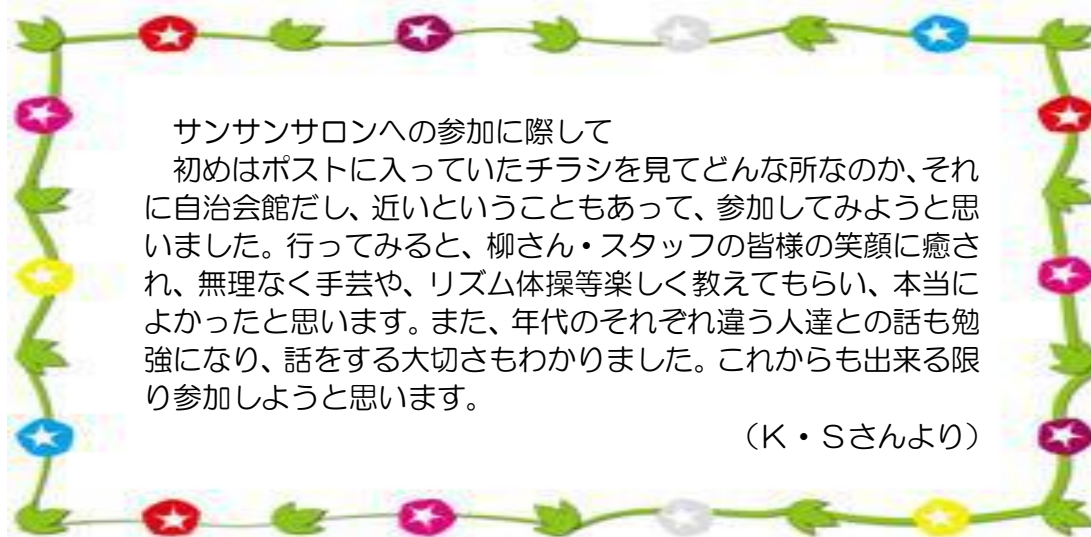 サンサンサロンへの参加に際して
初めはポストに入っていたチラシを見てどんな所なのか、それ
に自治会館だし、近いということもあって、参加してみようと思
いました。行ってみると、柳さん・スタッフの皆様の笑顔に癒さ
れ、無理なく手芸や、リズム体操等楽しく教えてもらい、本当に
よかったと思います。また、年代のそれぞれ違う人達との話も勉
強になり、話をする大切さもわかりました。これからも出来る限
り参加しようと思います。
（K・Sさんより）